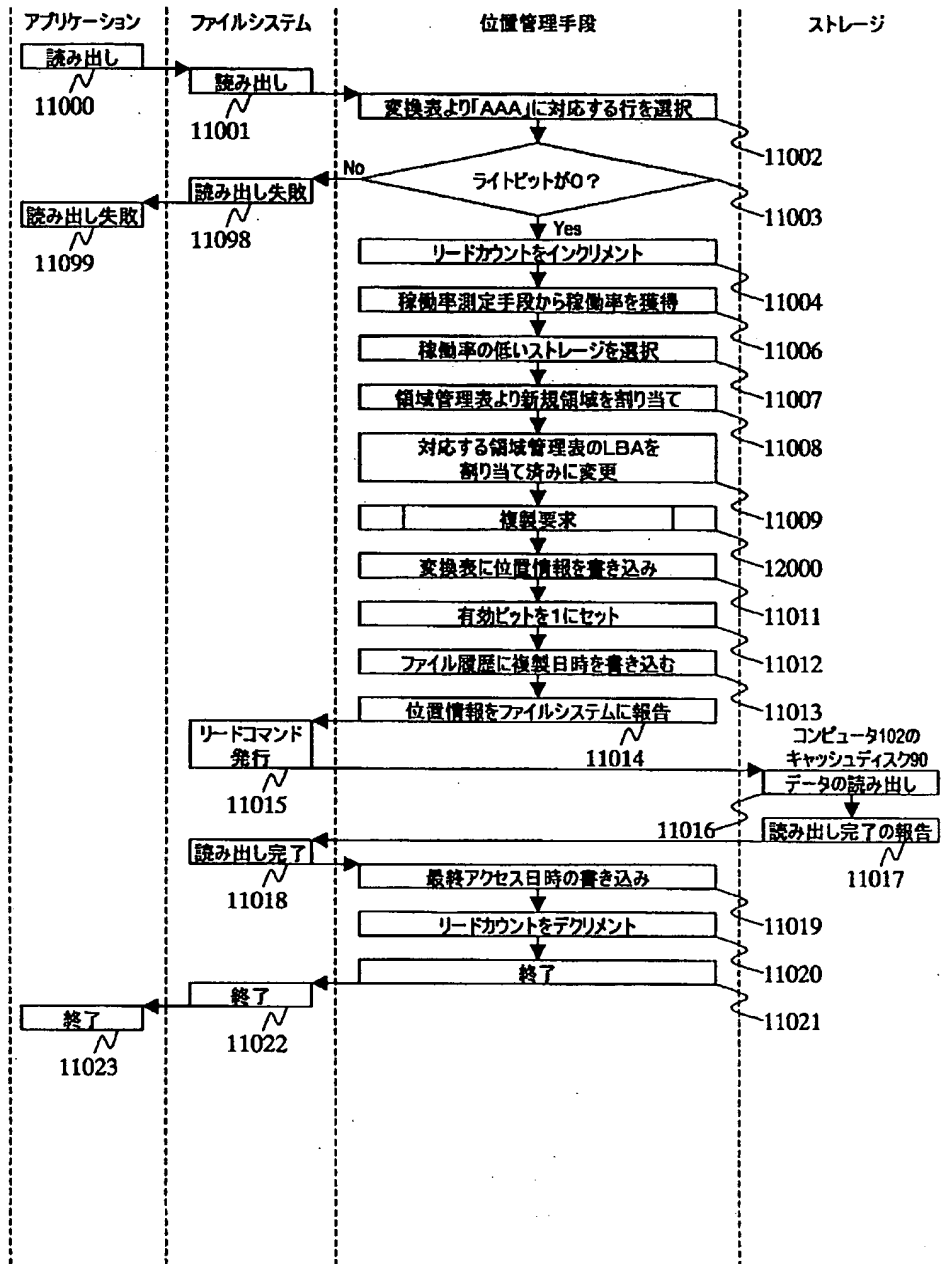 アプリケーション
ファイルシステム
位置管理手段
ストレージ
読み出し
11000
読み出し
11001
変換表より「AAA」に対応する行を選択
11002
ライトビットが0?
11003
No
読み出し失敗
11098
読み出し失敗
11099
Yes
リードカウントをインクリメント
11004
稼働率測定手段から稼働率を獲得
11006
稼働率の低いストレージを選択
11007
領域管理表より新規領域を割り当て
11008
対応する領域管理表のLBAを
割り当て済みに変更
11009
複製要求
12000
変換表に位置情報を書き込み
11011
有効ビットを1にセット
11012
ファイル履歴に複製日時を書き込む
11013
位置情報をファイルシステムに報告
11014
リードコマンド
発行
11015
コンピュータ102の
キャッシュディスク90
データの読み出し
11016
読み出し完了の報告
11017
読み出し完了
11018
最終アクセス日時の書き込み
11019
リードカウントをデクリメント
11020
終了
11021
終了
11022
終了
11023